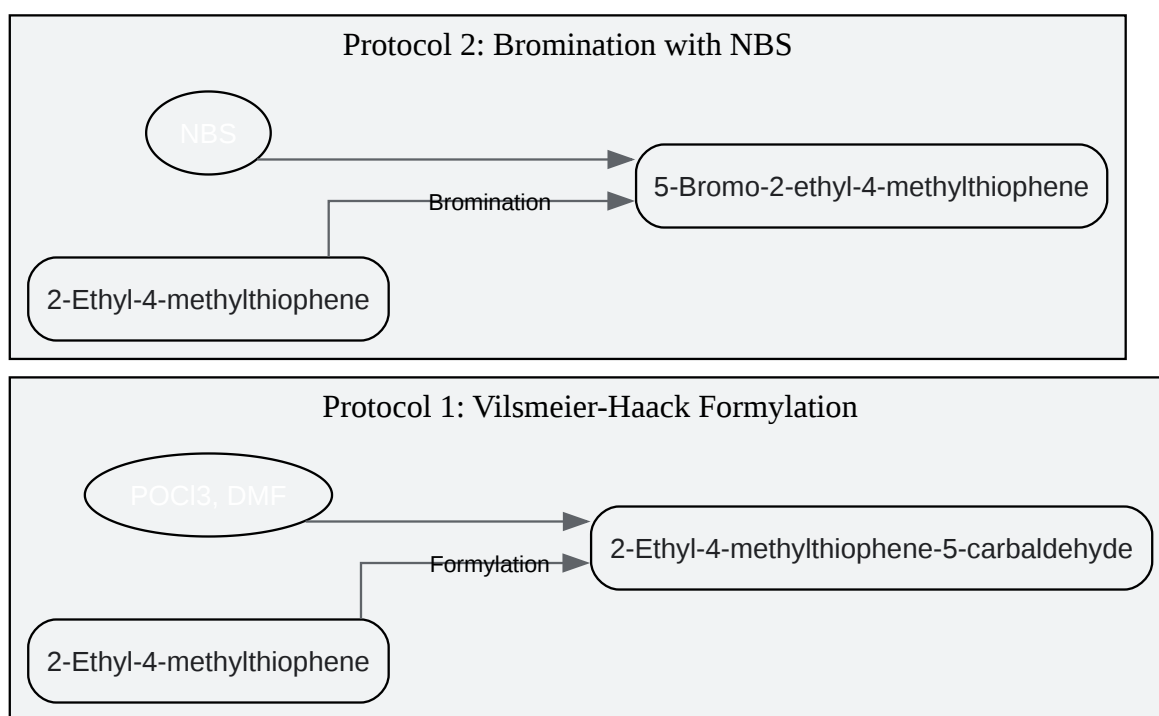 Protocol 2: Bromination with NBS
NBS
5-Bromo-2-ethyl-4-methylthiophene
Bromination
2-Ethyl-4-methylthiophene
Protocol 1: Vilsmeier-Haack Formylation
POCl3, DMF
2-Ethyl-4-methylthiophene-5-carbaldehyde
Formylation
2-Ethyl-4-methylthiophene